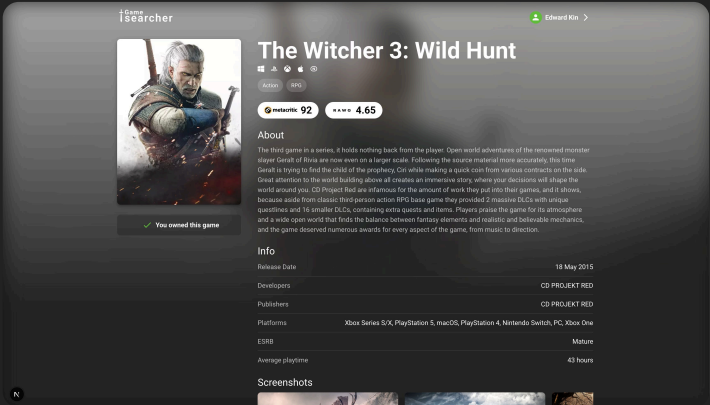 Game
searcher
Edward Kin
The Witcher 3: Wild Hunt
Action
RPG
metacritic 92
RAWG 4.65
About
The third game in a series, it holds nothing back from the player. Open world adventures of the renowned monster
slayer Geralt of Rivia are now even on a larger scale. Following the source material more accurately, this time
Geralt is trying to find the child of the prophecy, Ciri while making a quick coin from various contracts on the side.
Great attention to the world building above all creates an immersive story, where your decisions will shape the
world around you. CD Project Red are infamous for the amount of work they put into their games, and it shows,
because aside from classic third-person action RPG base game they provided 2 massive DLCs with unique
questlines and 16 smaller DLCs, containing extra quests and items. Players praise the game for its atmosphere
and a wide open world that finds the balance between fantasy elements and realistic and believable mechanics,
and the game deserved numerous awards for every aspect of the game, from music to direction.
You owned this game
Info
Release Date 18 May 2015
Developers CD PROJEKT RED
Publishers CD PROJEKT RED
Platforms Xbox Series S/X, PlayStation 5, macOS, PlayStation 4, Nintendo Switch, PC, Xbox One
ESRB Mature
Average playtime 43 hours
Screenshots
N